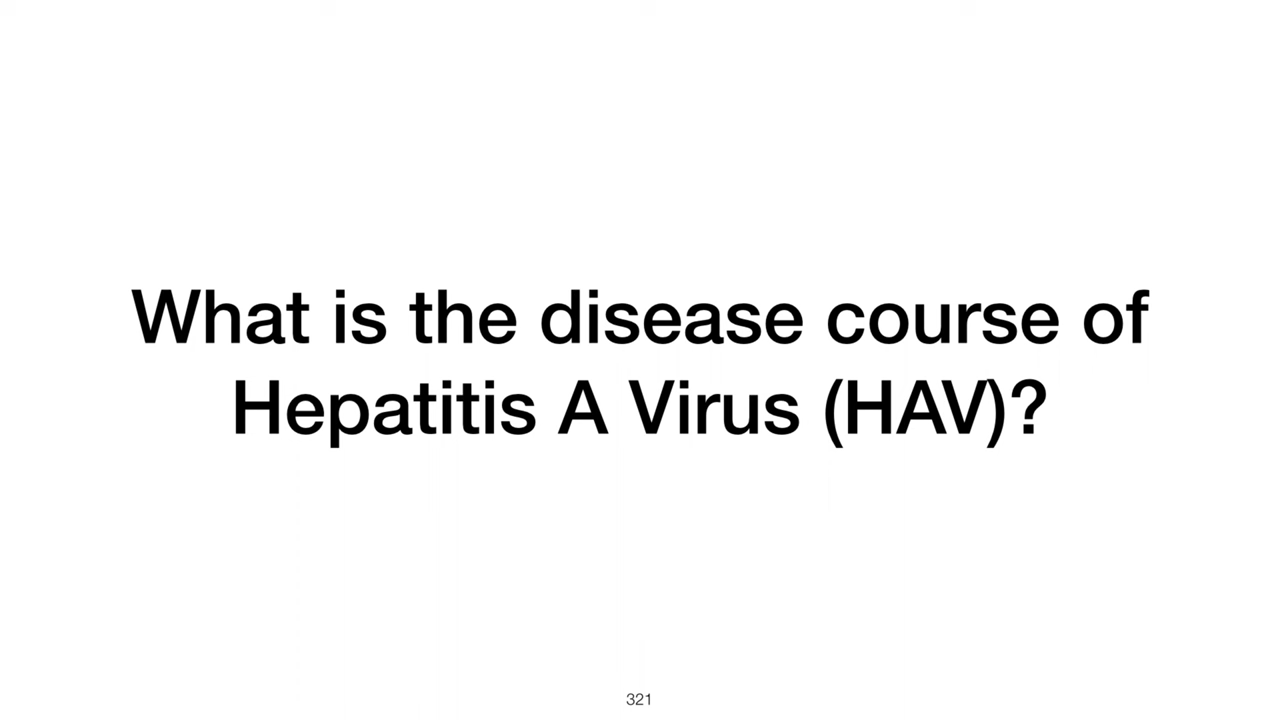 What is the disease course of
Hepatitis A Virus (HAV)?
321